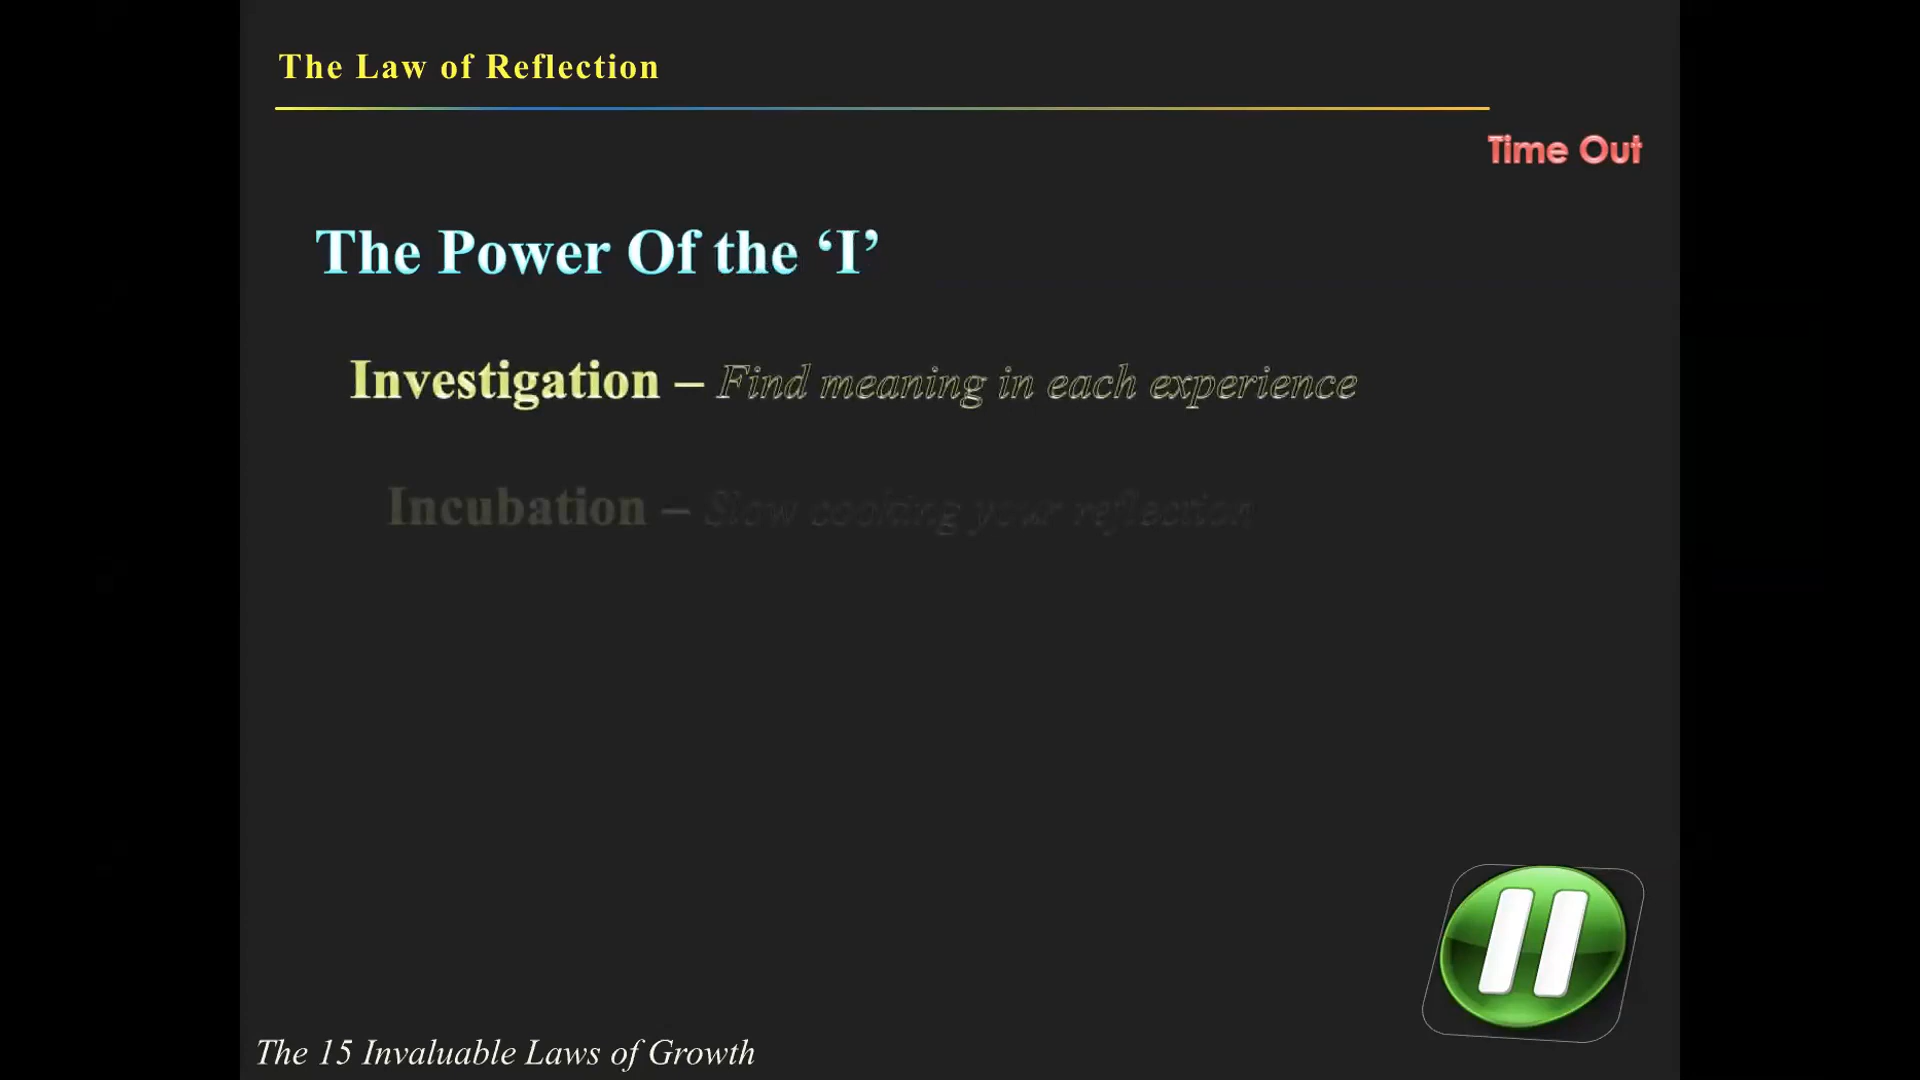 The Law of Reflection
Time Out
The Power Of the ‘I’
Investigation – Find meaning in each experience
Incubation – Slow cooking your reflection
The 15 Invaluable Laws of Growth